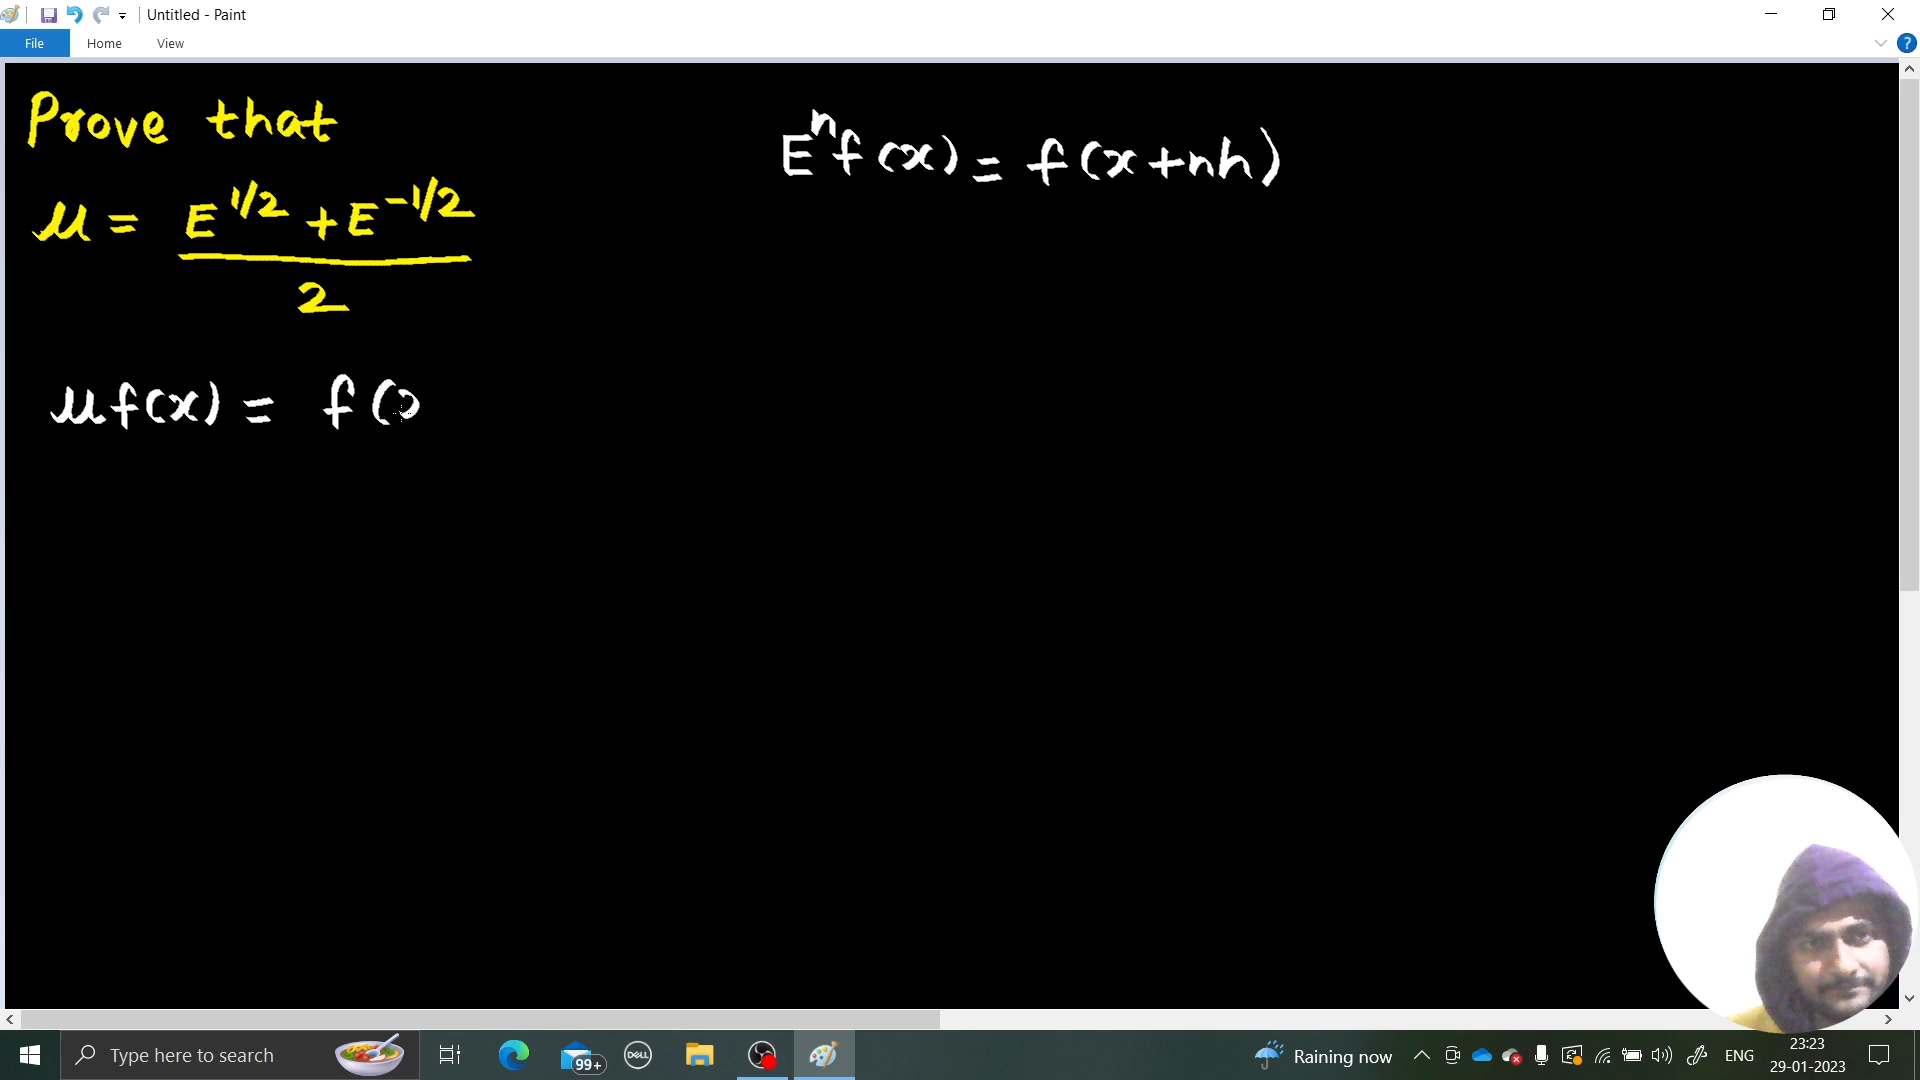 Untitled - Paint
File Home View
Prove that
μ = E^1/2 + E^-1/2
2
E^n f(x) = f(x+nh)
μf(x) = f(
Type here to search
99+
DELL
Raining now
ENG
23:23
29-01-2023